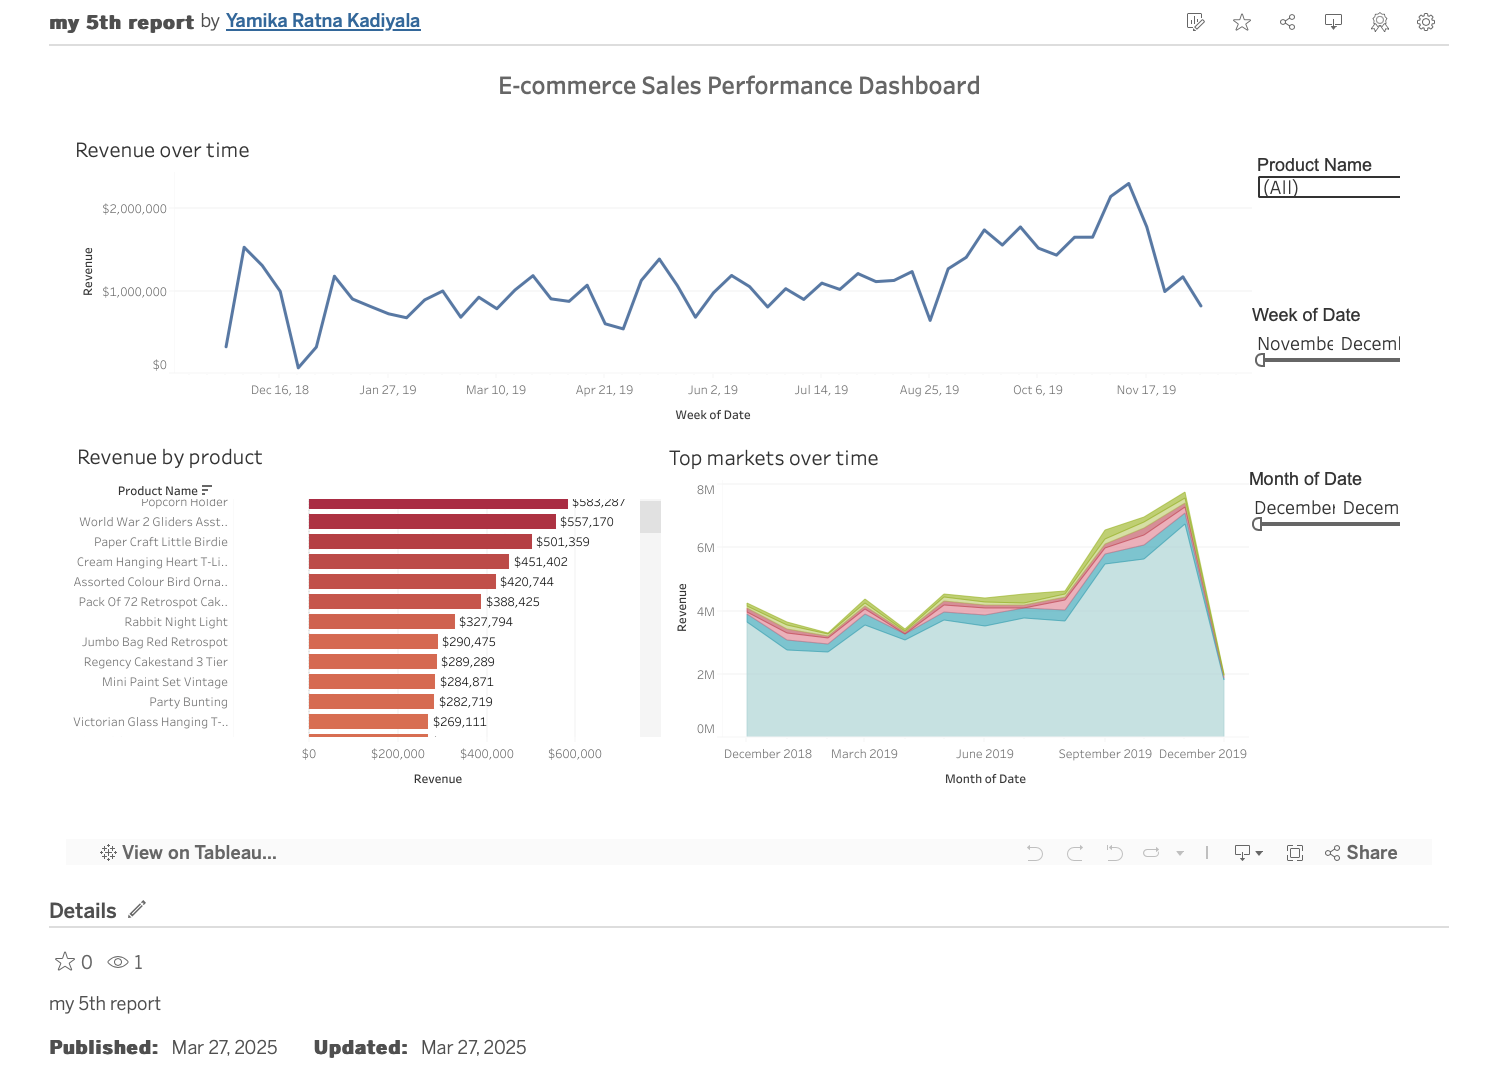 my 5th report by Yamika Ratna Kadiyala
E-commerce Sales Performance Dashboard
Revenue over time
Revenue
$2,000,000
$1,000,000
$0
Dec 16, 18 Jan 27, 19 Mar 10, 19 Apr 21, 19 Jun 2, 19 Jul 14, 19 Aug 25, 19 Oct 6, 19 Nov 17, 19
Week of Date
Product Name
(All)
Week of Date
Novembe Decemb
Revenue by product
Product Name
Popcorn Holder $583,287
World War 2 Gliders Asst.. $557,170
Paper Craft Little Birdie $501,359
Cream Hanging Heart T-Li.. $451,402
Assorted Colour Bird Orna.. $420,744
Pack Of 72 Retrospot Cak.. $388,425
Rabbit Night Light $327,794
Jumbo Bag Red Retrospot $290,475
Regency Cakestand 3 Tier $289,289
Mini Paint Set Vintage $284,871
Party Bunting $282,719
Victorian Glass Hanging T-.. $269,111
$0 $200,000 $400,000 $600,000
Revenue
Top markets over time
Revenue
8M
6M
4M
2M
0M
December 2018 March 2019 June 2019 September 2019 December 2019
Month of Date
Month of Date
December Decem
View on Tableau... Share
Details
0 1
my 5th report
Published: Mar 27, 2025 Updated: Mar 27, 2025